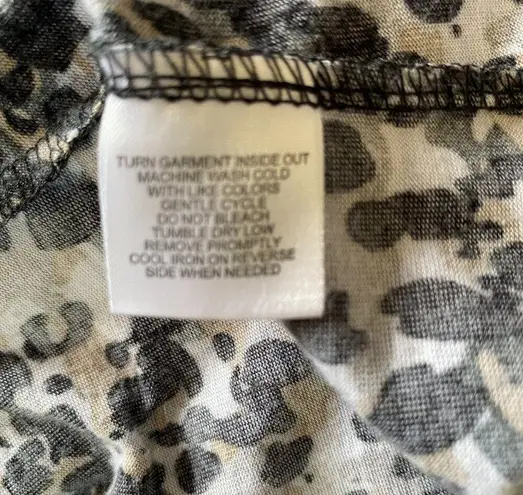 TURN GARMENT INSIDE OUT
MACHINE WASH COLD
WITH LIKE COLORS
GENTLE CYCLE
DO NOT BLEACH
TUMBLE DRY LOW
REMOVE PROMPTLY
COOL IRON ON REVERSE
SIDE WHEN NEEDED